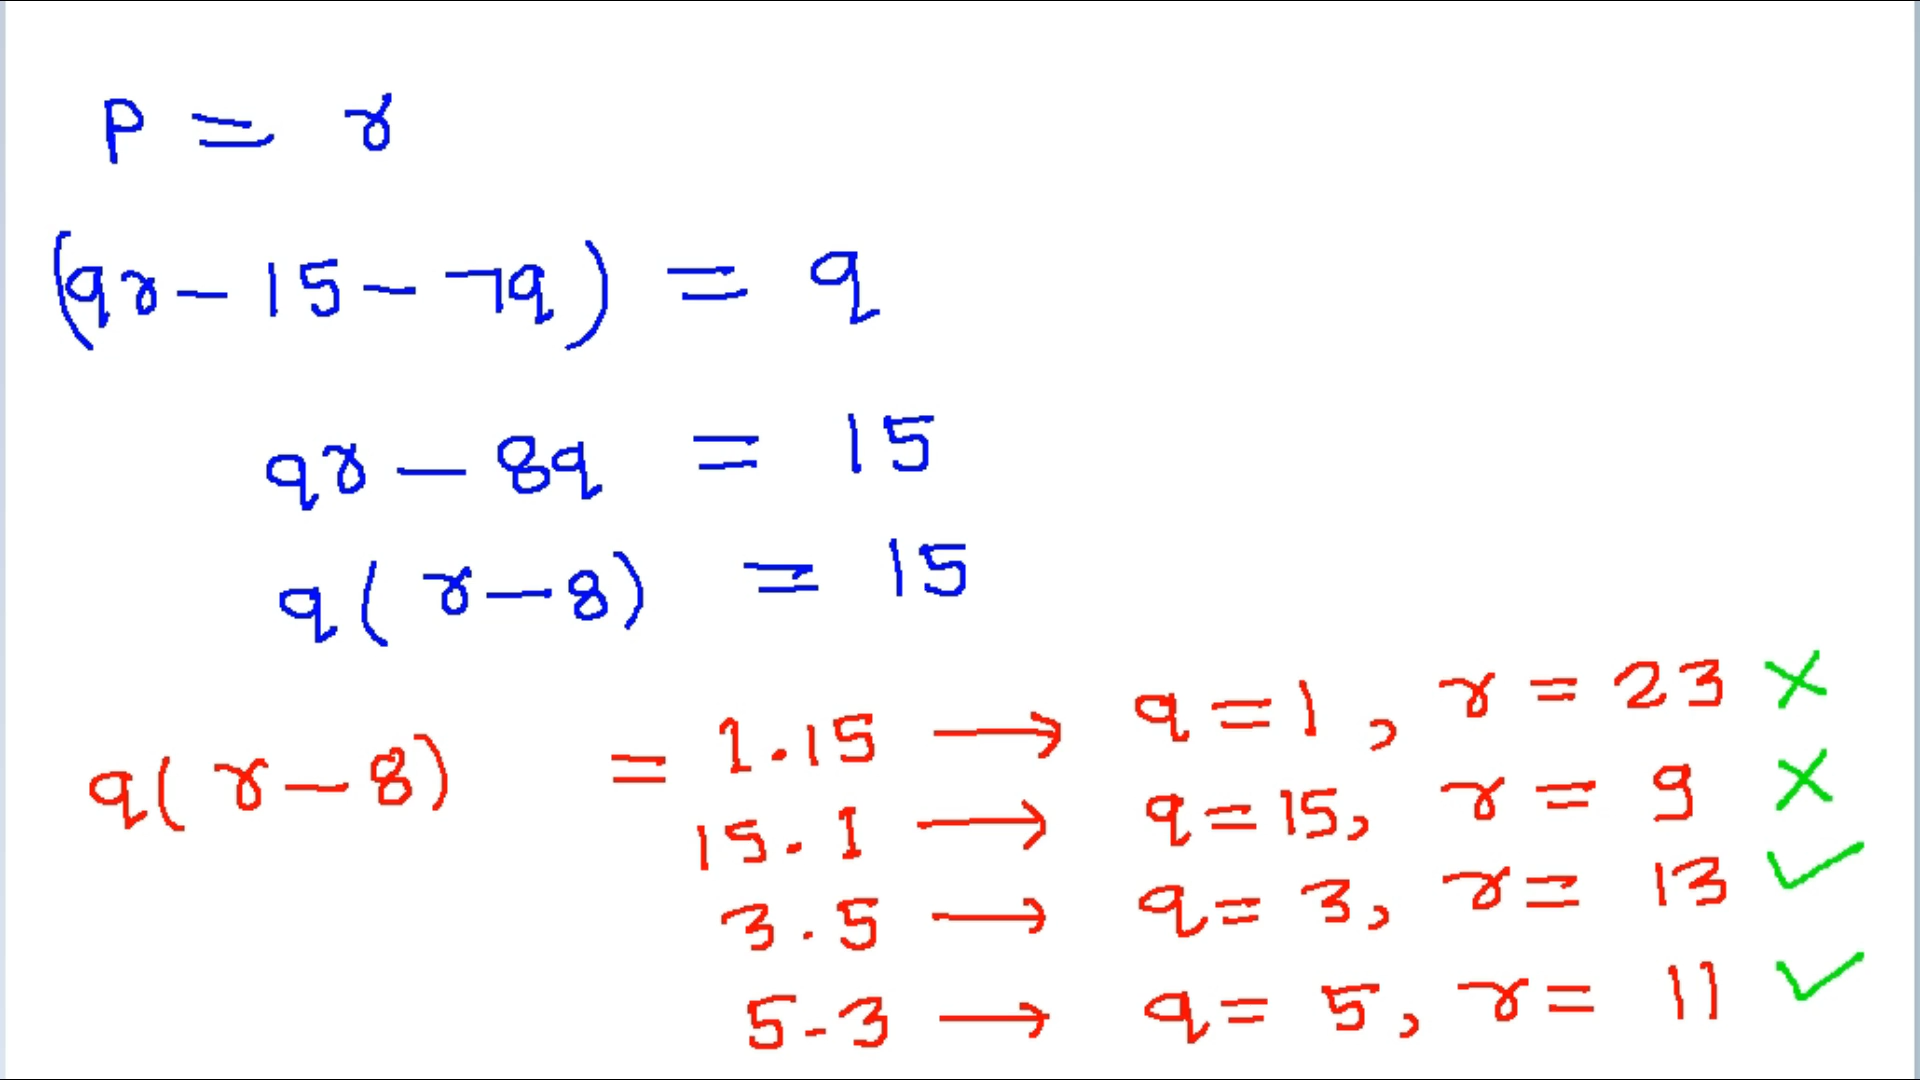 P = r
(qr - 15 - 7q) = q
qr - 8q = 15
q(r - 8) = 15
q(r - 8) = 1.15 → q = 1, r = 23 ×
15.1 → q = 15, r = 9 ×
3.5 → q = 3, r = 13 ✓
5-3 → q = 5, r = 11 ✓